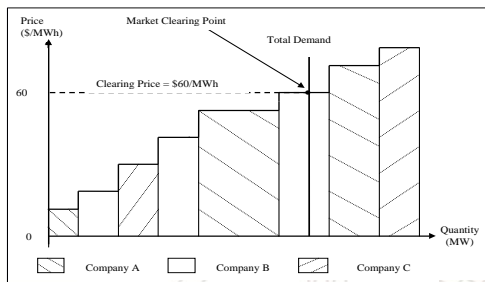 Price
($/MWh)
Market Clearing Point
Total Demand
Clearing Price = $60/MWh
60
0
Quantity
(MW)
Company A
Company B
Company C